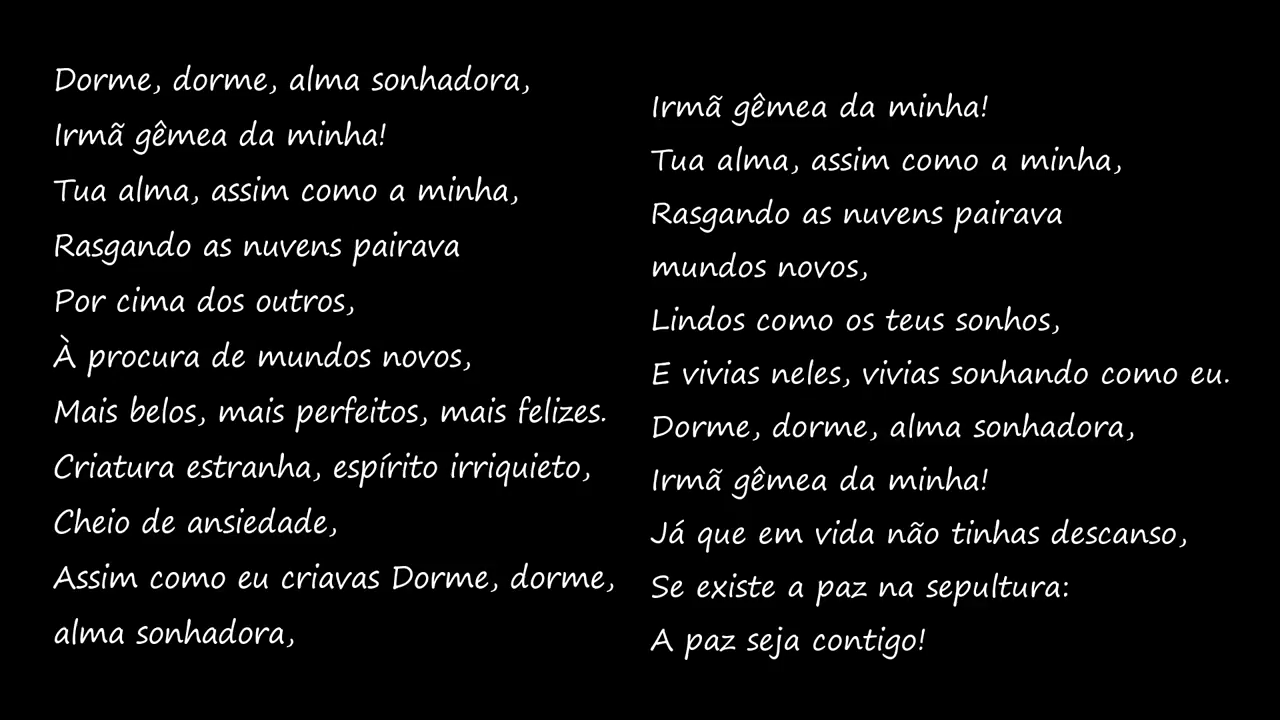 Dorme, dorme, alma sonhadora,
Irmã gêmea da minha!
Tua alma, assim como a minha,
Rasgando as nuvens pairava
Por cima dos outros,
À procura de mundos novos,
Mais belos, mais perfeitos, mais felizes.
Criatura estranha, espírito irriquieto,
Cheio de ansiedade,
Assim como eu criavas Dorme, dorme,
alma sonhadora,
Irmã gêmea da minha!
Tua alma, assim como a minha,
Rasgando as nuvens pairava
mundos novos,
Lindos como os teus sonhos,
E vivias neles, vivias sonhando como eu.
Dorme, dorme, alma sonhadora,
Irmã gêmea da minha!
Já que em vida não tinhas descanso,
Se existe a paz na sepultura:
A paz seja contigo!